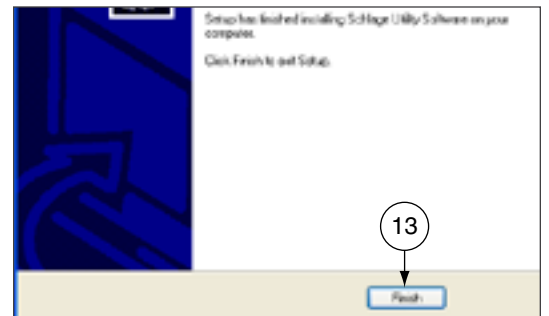 Setup has finished installing Schlage Utility Software on your
computer.
Click Finish to exit Setup.
13
Finish